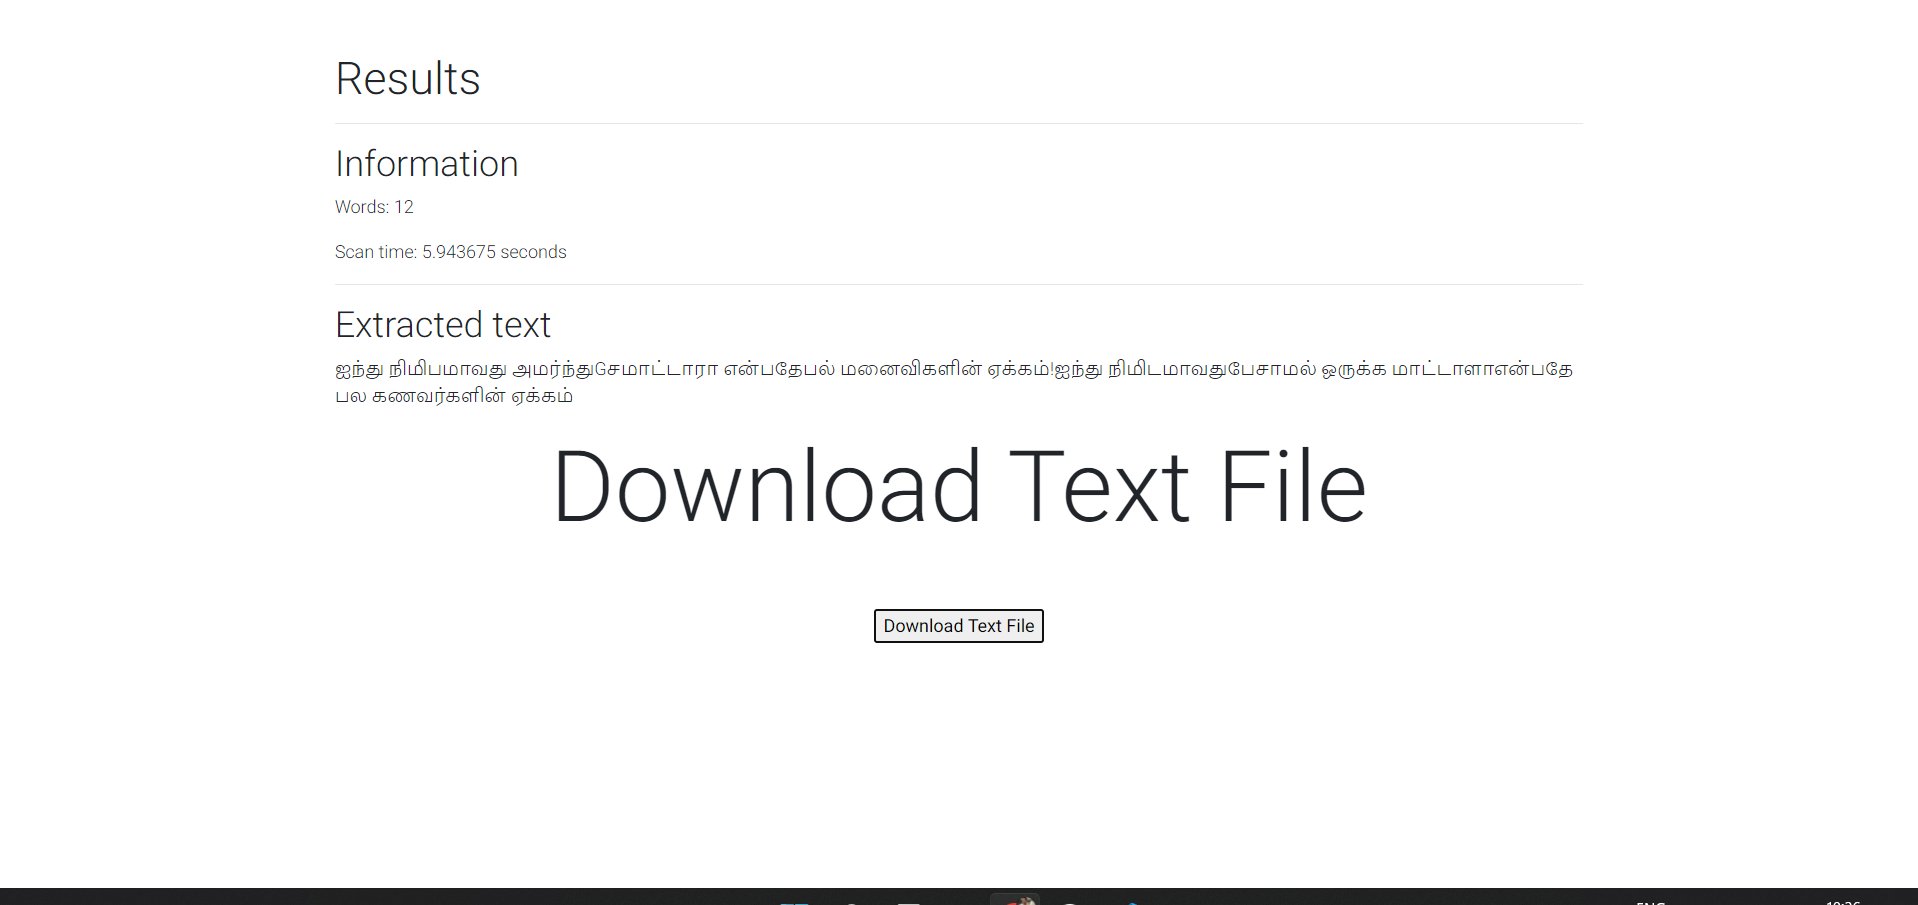 Results
Information
Words: 12
Scan time: 5.943675 seconds
Extracted text
ஐந்து நிமிபமாவது அமர்ந்துGசேமாட்டாரா என்பதேபல் மனைவிகளின் ஏக்கம்!ஐந்து நிமிடமாவதுபேசாமல் ஒருக்க மாட்டாளாஎன்பதே
பல கணவர்களின் ஏக்கம்
Download Text File
Download Text File